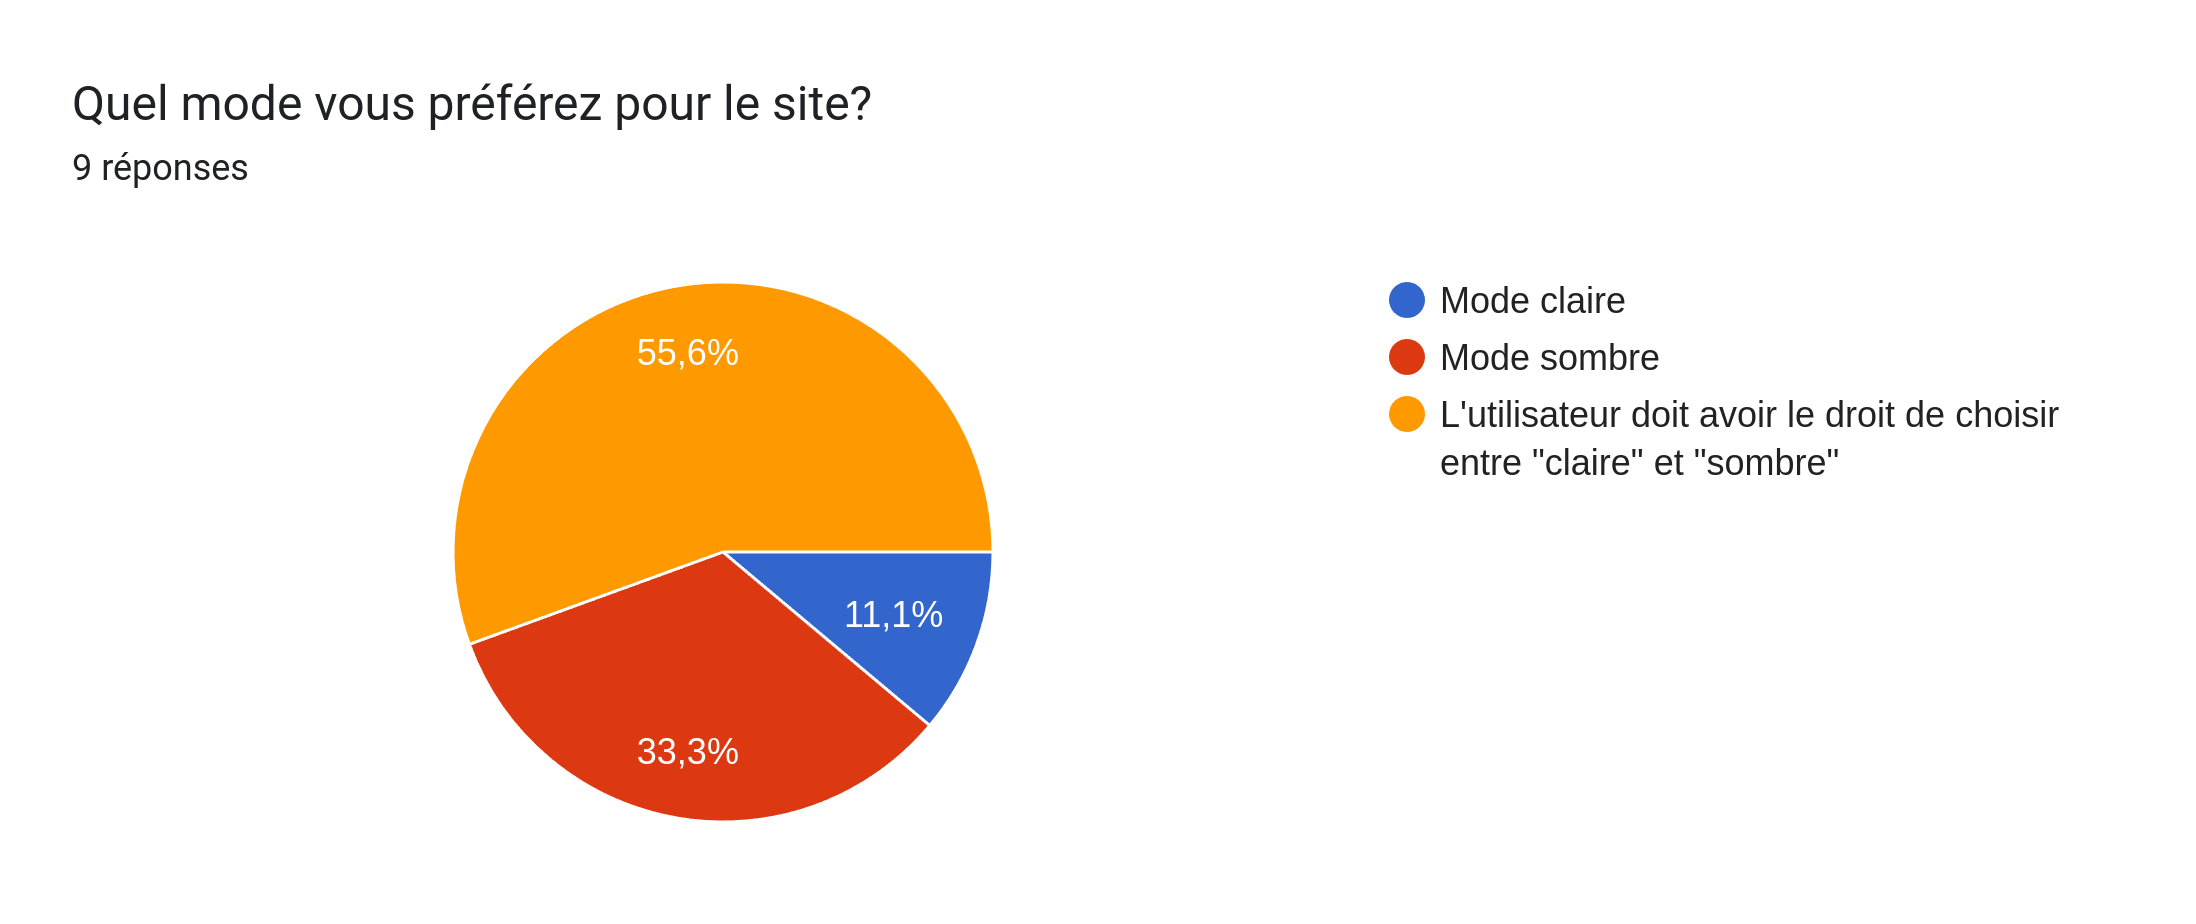 Quel mode vous préférez pour le site?
9 réponses
55,6%
11,1%
33,3%
Mode claire
Mode sombre
L'utilisateur doit avoir le droit de choisir
entre "claire" et "sombre"